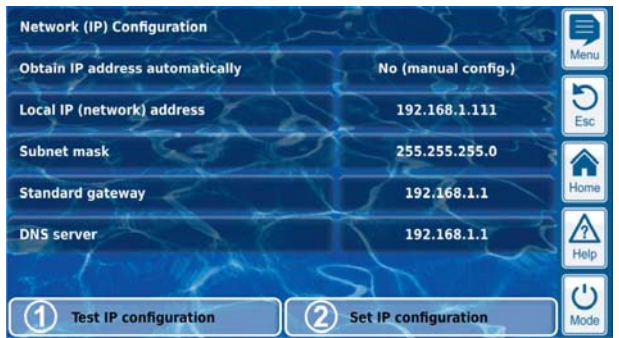 Network (IP) Configuration
Menu
Obtain IP address automatically No (manual config.)
Local IP (network) address 192.168.1.111
Esc
Subnet mask 255.255.255.0
Standard gateway 192.168.1.1
Home
DNS server 192.168.1.1
Help
1 Test IP configuration 2 Set IP configuration
Mode